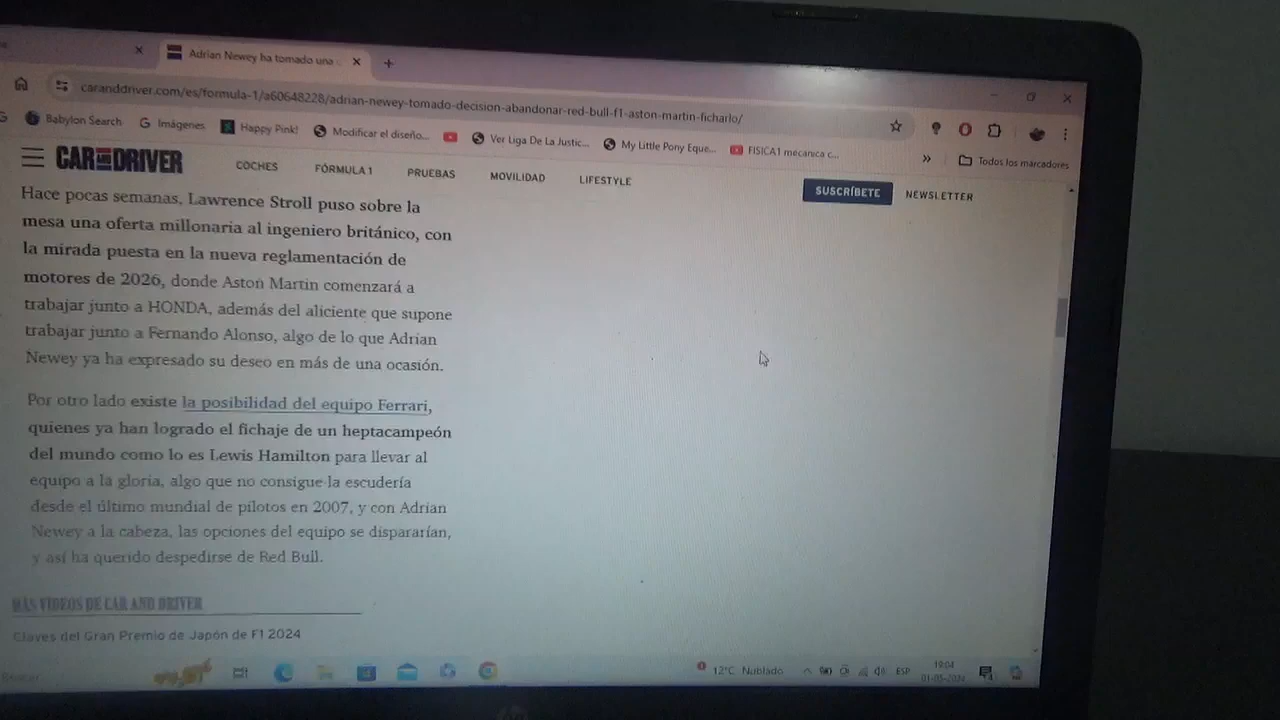 Adrian Newey ha tomado una
caranddriver.com/es/formula-1/a60648228/adrian-newey-tomado-decision-abandonar-red-bull-f1-aston-martin-ficharlo/
Babylon Search
Imágenes
Happy Pink!
Modificar el diseño...
Ver Liga De La Justic...
My Little Pony Eque...
FISICA1 mecanica c...
»
Todos los marcadores
CAR AND DRIVER
COCHES
FÓRMULA 1
PRUEBAS
MOVILIDAD
LIFESTYLE
SUSCRÍBETE
NEWSLETTER
Hace pocas semanas, Lawrence Stroll puso sobre la
mesa una oferta millonaria al ingeniero británico, con
la mirada puesta en la nueva reglamentación de
motores de 2026, donde Aston Martin comenzará a
trabajar junto a HONDA, además del aliciente que supone
trabajar junto a Fernando Alonso, algo de lo que Adrian
Newey ya ha expresado su deseo en más de una ocasión.
Por otro lado existe la posibilidad del equipo Ferrari,
quienes ya han logrado el fichaje de un heptacampeón
del mundo como lo es Lewis Hamilton para llevar al
equipo a la gloria, algo que no consigue la escudería
desde el último mundial de pilotos en 2007, y con Adrian
Newey a la cabeza, las opciones del equipo se dispararían,
y así ha querido despedirse de Red Bull.
MÁS VÍDEOS DE CAR AND DRIVER
Claves del Gran Premio de Japón de F1 2024
12°C Nublado
ESP
19:04
01-05-2024